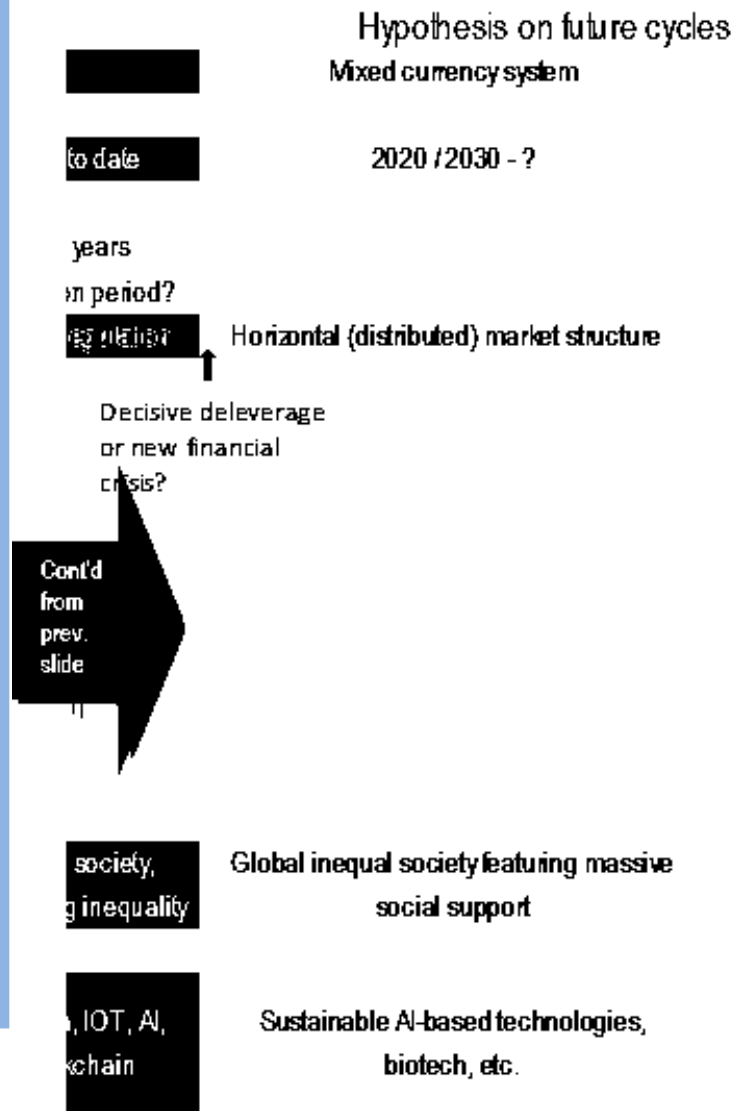 Hypothesis on future cycles
Mixed currency system
to date
2020 / 2030 - ?
years
on period?
Horizontal (distributed) market structure
Decisive deleverage
or new financial
crisis?
Cont'd
from
prev.
slide
society,
Global inequal society featuring massive
g inequality
social support
, IOT, AI,
Sustainable AI-based technologies,
kchain
biotech, etc.